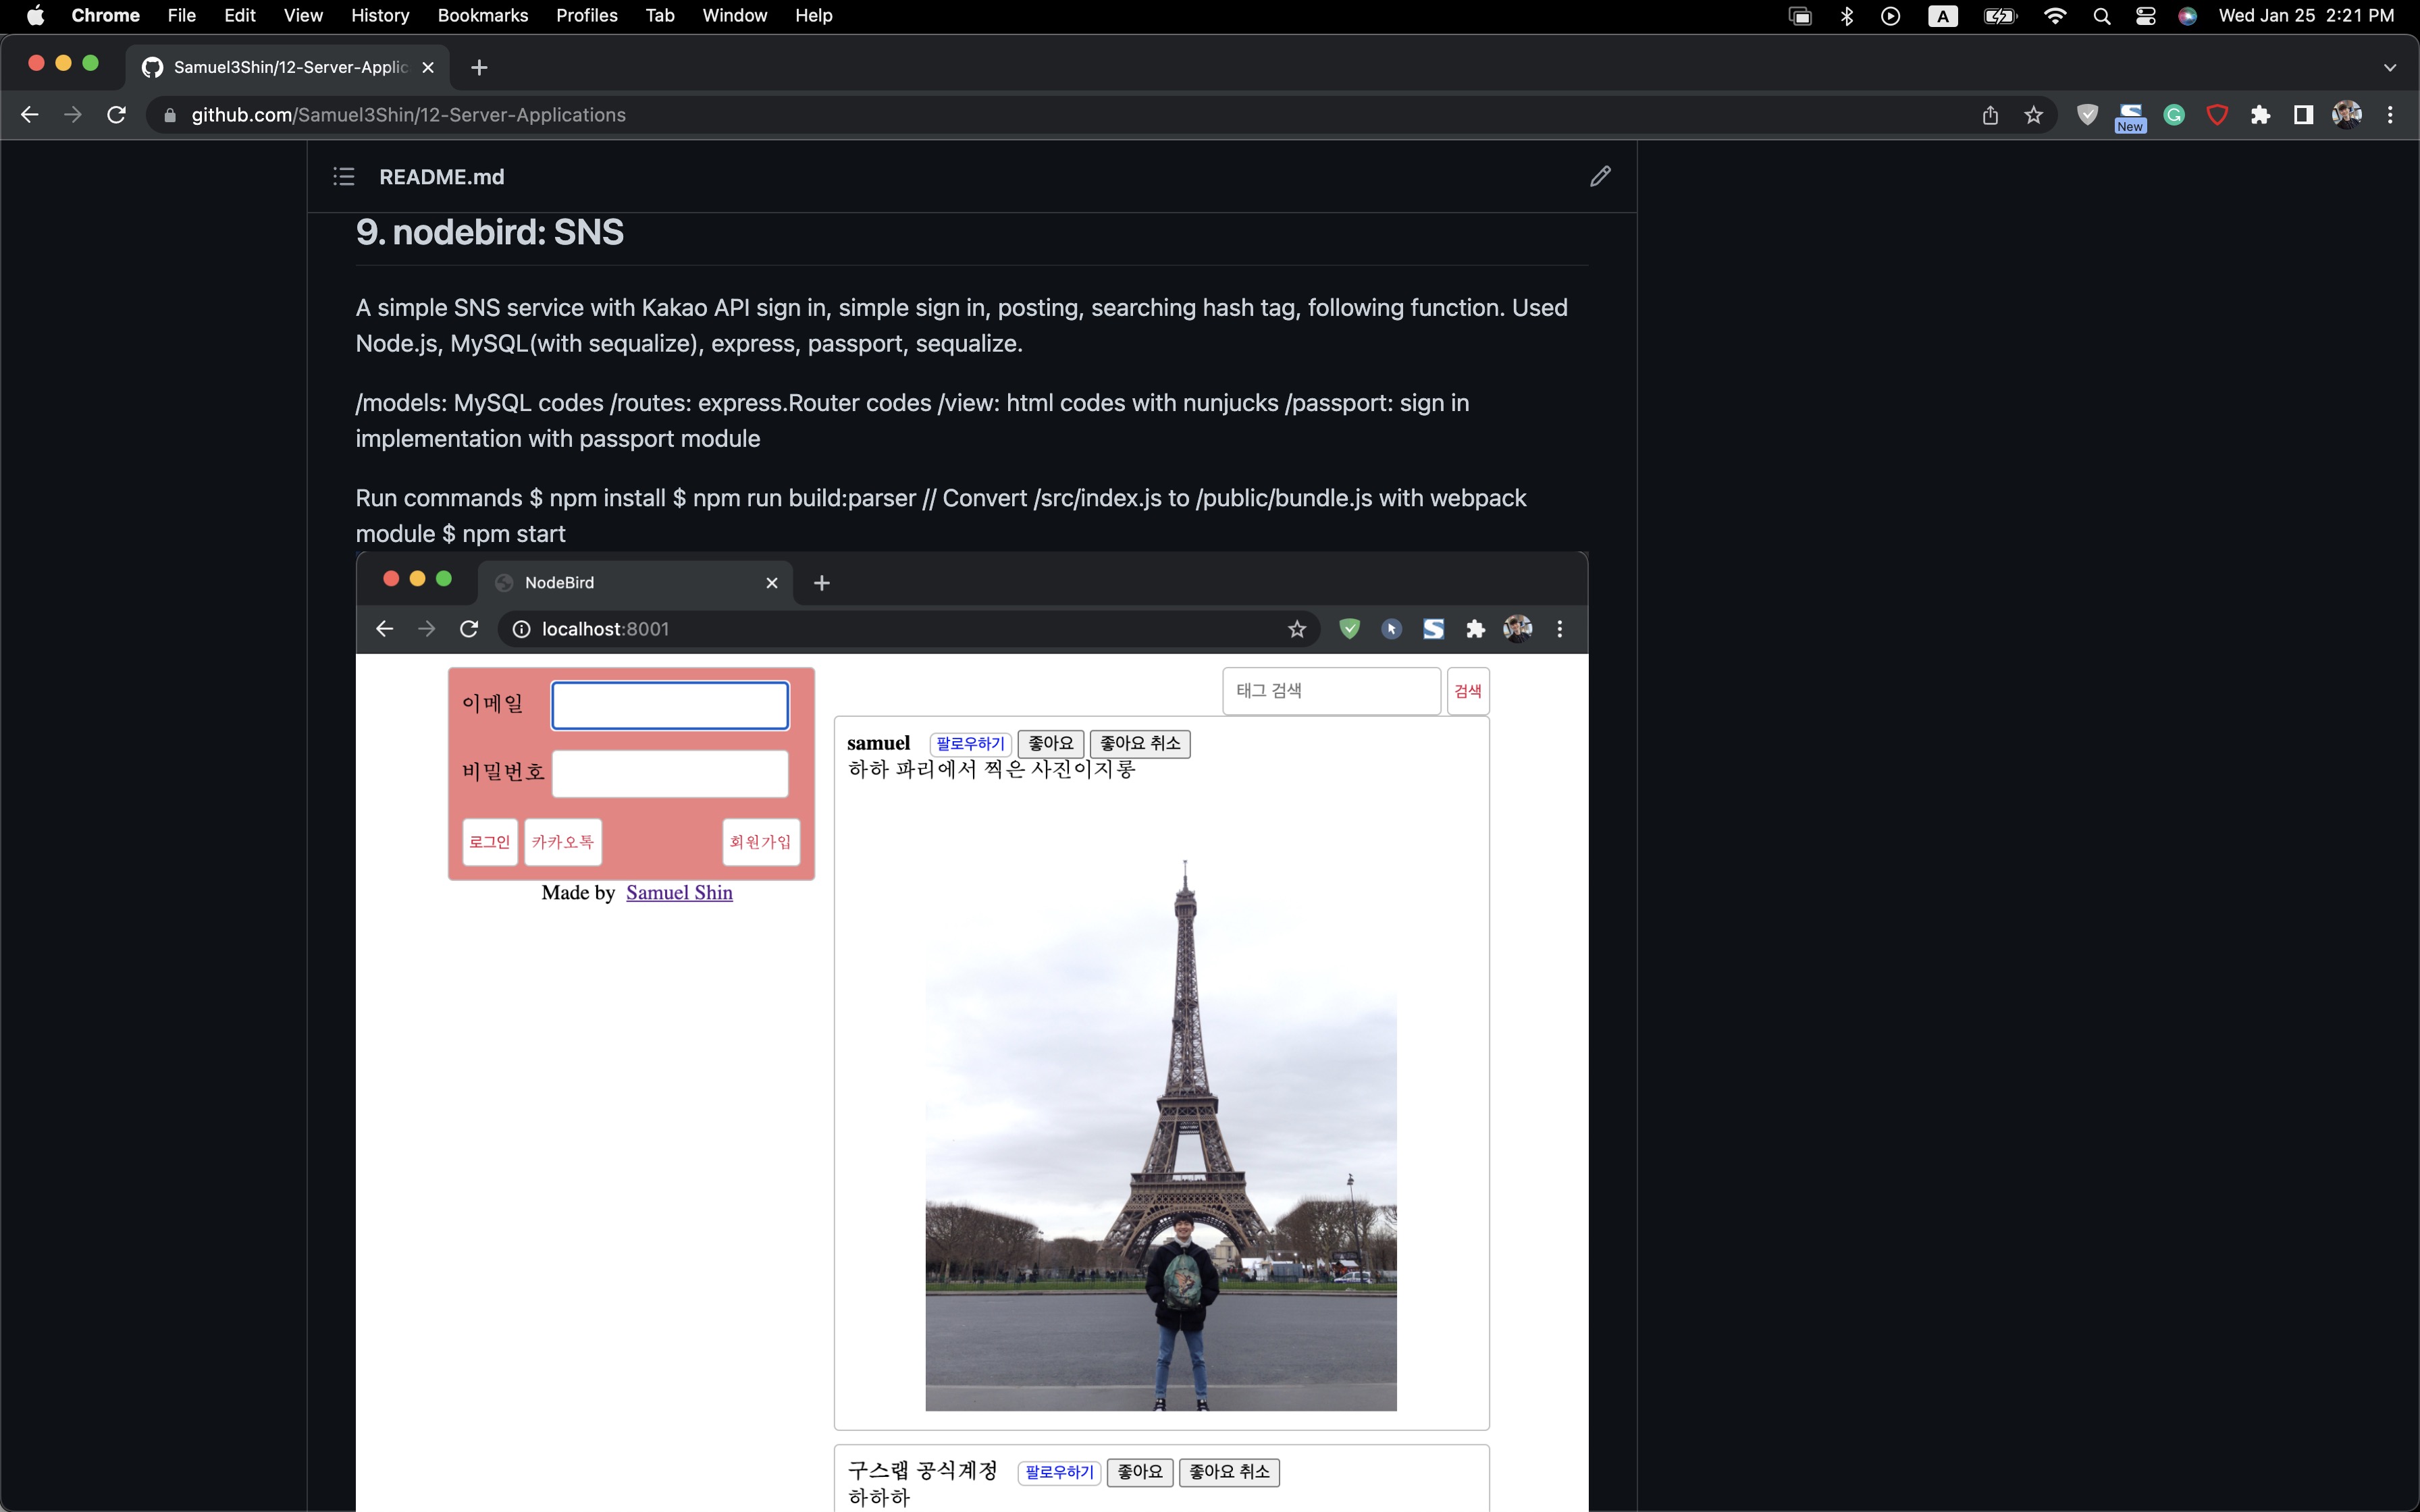 Chrome File Edit View History Bookmarks Profiles Tab Window Help A Wed Jan 25 2:21 PM
Samuel3Shin/12-Server-Applic
github.com/Samuel3Shin/12-Server-Applications
New
README.md
9. nodebird: SNS
A simple SNS service with Kakao API sign in, simple sign in, posting, searching hash tag, following function. Used
Node.js, MySQL(with sequalize), express, passport, sequalize.
/models: MySQL codes /routes: express.Router codes /view: html codes with nunjucks /passport: sign in
implementation with passport module
Run commands $ npm install $ npm run build:parser // Convert /src/index.js to /public/bundle.js with webpack
module $ npm start
NodeBird
localhost:8001
이메일
비밀번호
로그인 카카오톡 회원가입
Made by Samuel Shin
태그 검색 검색
samuel 팔로우하기 좋아요 좋아요 취소
하하 파리에서 찍은 사진이지롱
구스랩 공식계정 팔로우하기 좋아요 좋아요 취소
하하하